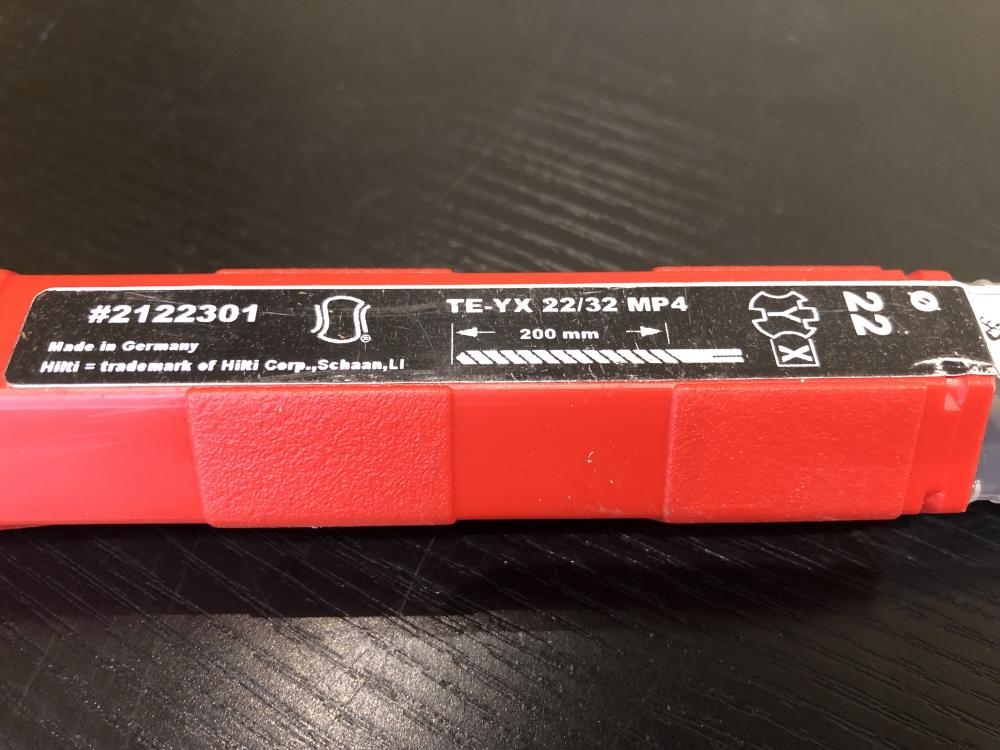 #2122301
Made in Germany
Hilti = trademark of Hilti Corp.,Schaan,LI
®
TE-YX 22/32 MP4
200 mm
Y
X
Ø
22